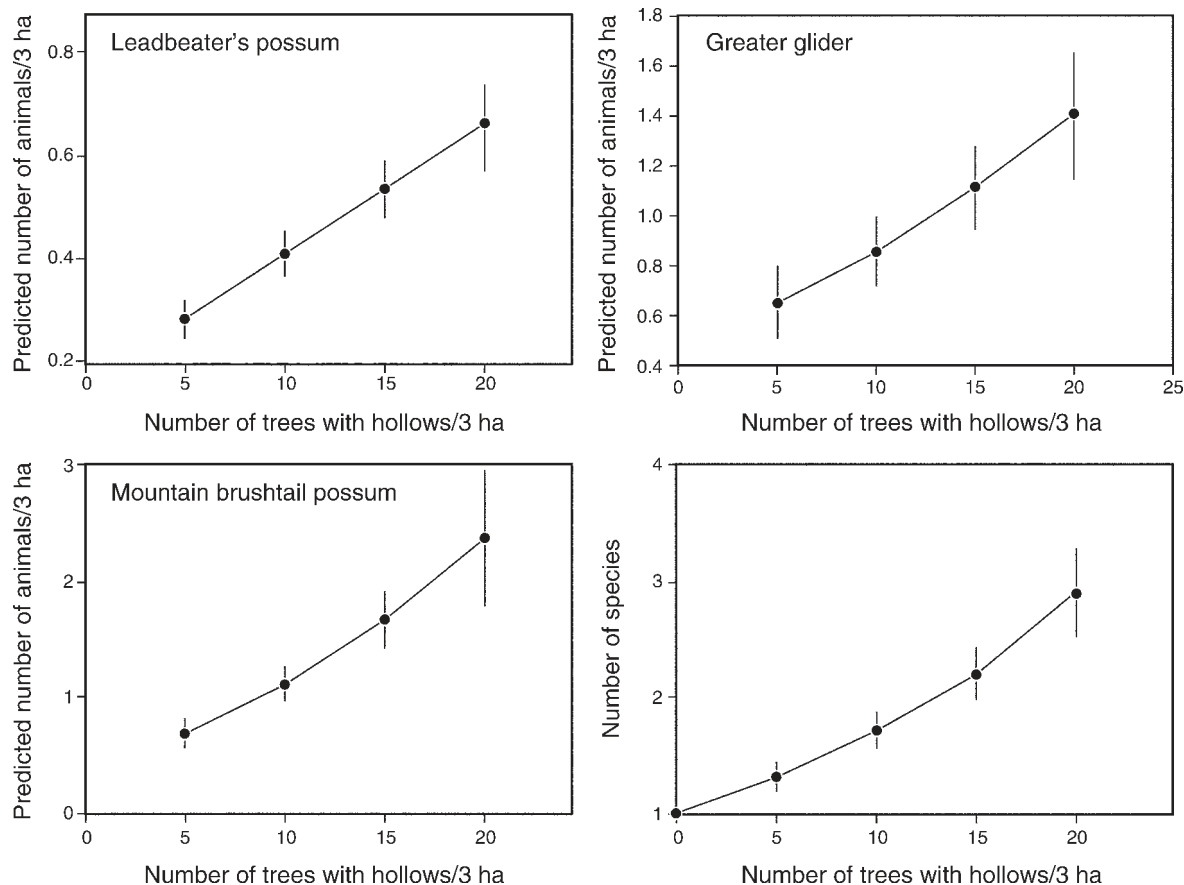 Leadbeater's possum
Predicted number of animals/3 ha
0.8
0.6
0.4
0.2
0 5 10 15 20
Number of trees with hollows/3 ha
Greater glider
Predicted number of animals/3 ha
1.8
1.6
1.4
1.2
1.0
0.8
0.6
0.4
0 5 10 15 20 25
Number of trees with hollows/3 ha
Mountain brushtail possum
Predicted number of animals/3 ha
3
2
1
0
0 5 10 15 20
Number of trees with hollows/3 ha
Number of species
4
3
2
1
0 5 10 15 20
Number of trees with hollows/3 ha